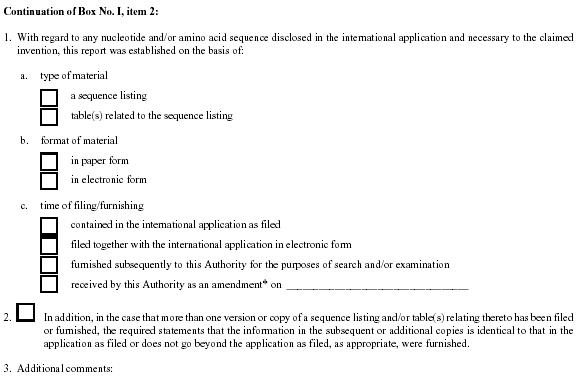 Continuation of Box No. I, item 2:
1. With regard to any nucleotide and/or amino acid sequence disclosed in the international application and necessary to the claimed
invention, this report was established on the basis of:
a. type of material
a sequence listing
table(s) related to the sequence listing
b. format of material
in paper form
in electronic form
c. time of filing/furnishing
contained in the international application as filed
filed together with the international application in electronic form
furnished subsequently to this Authority for the purposes of search and/or examination
received by this Authority as an amendment* on
2. In addition, in the case that more than one version or copy of a sequence listing and/or table(s) relating thereto has been filed
or furnished, the required statements that the information in the subsequent or additional copies is identical to that in the
application as filed or does not go beyond the application as filed, as appropriate, were furnished.
3. Additional comments: